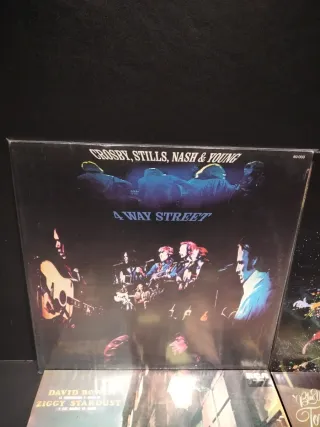 CROSBY, STILLS, NASH & YOUNG
4 WAY STREET
DAVID BOWIE
ZIGGY STARDUST